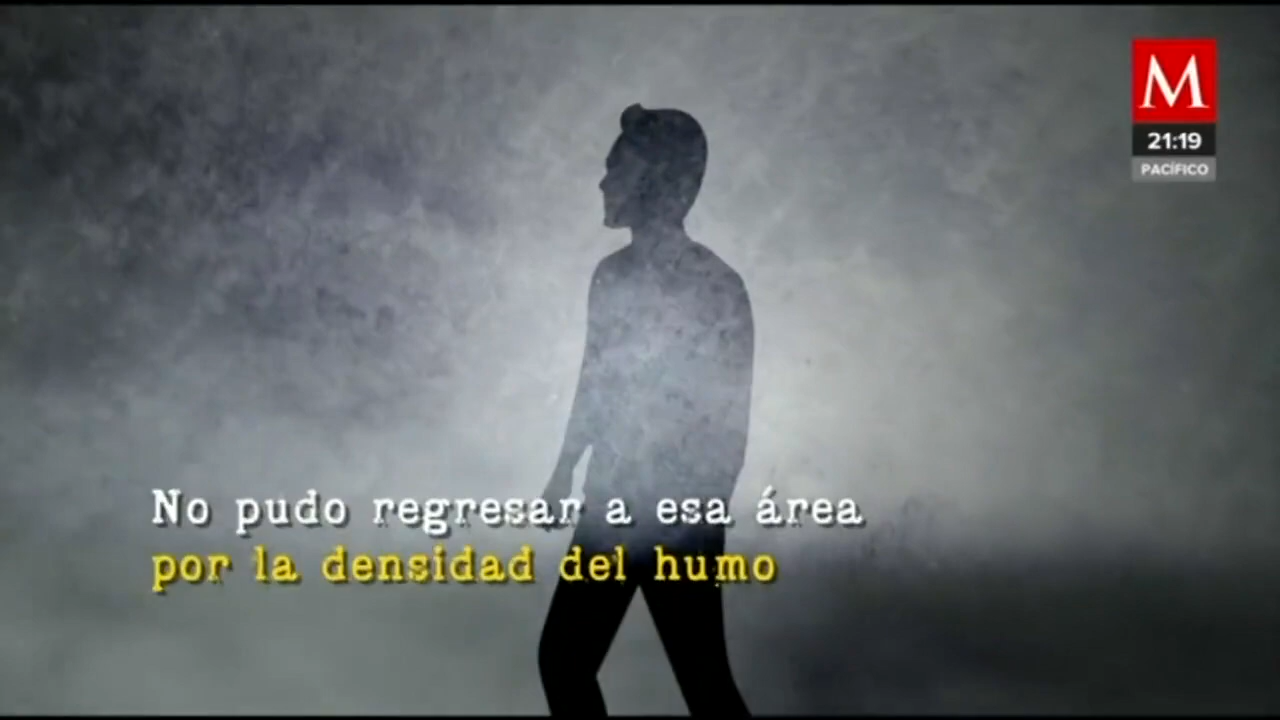 M
21:19
PACÍFICO
No pudo regresar a esa área
por la densidad del humo